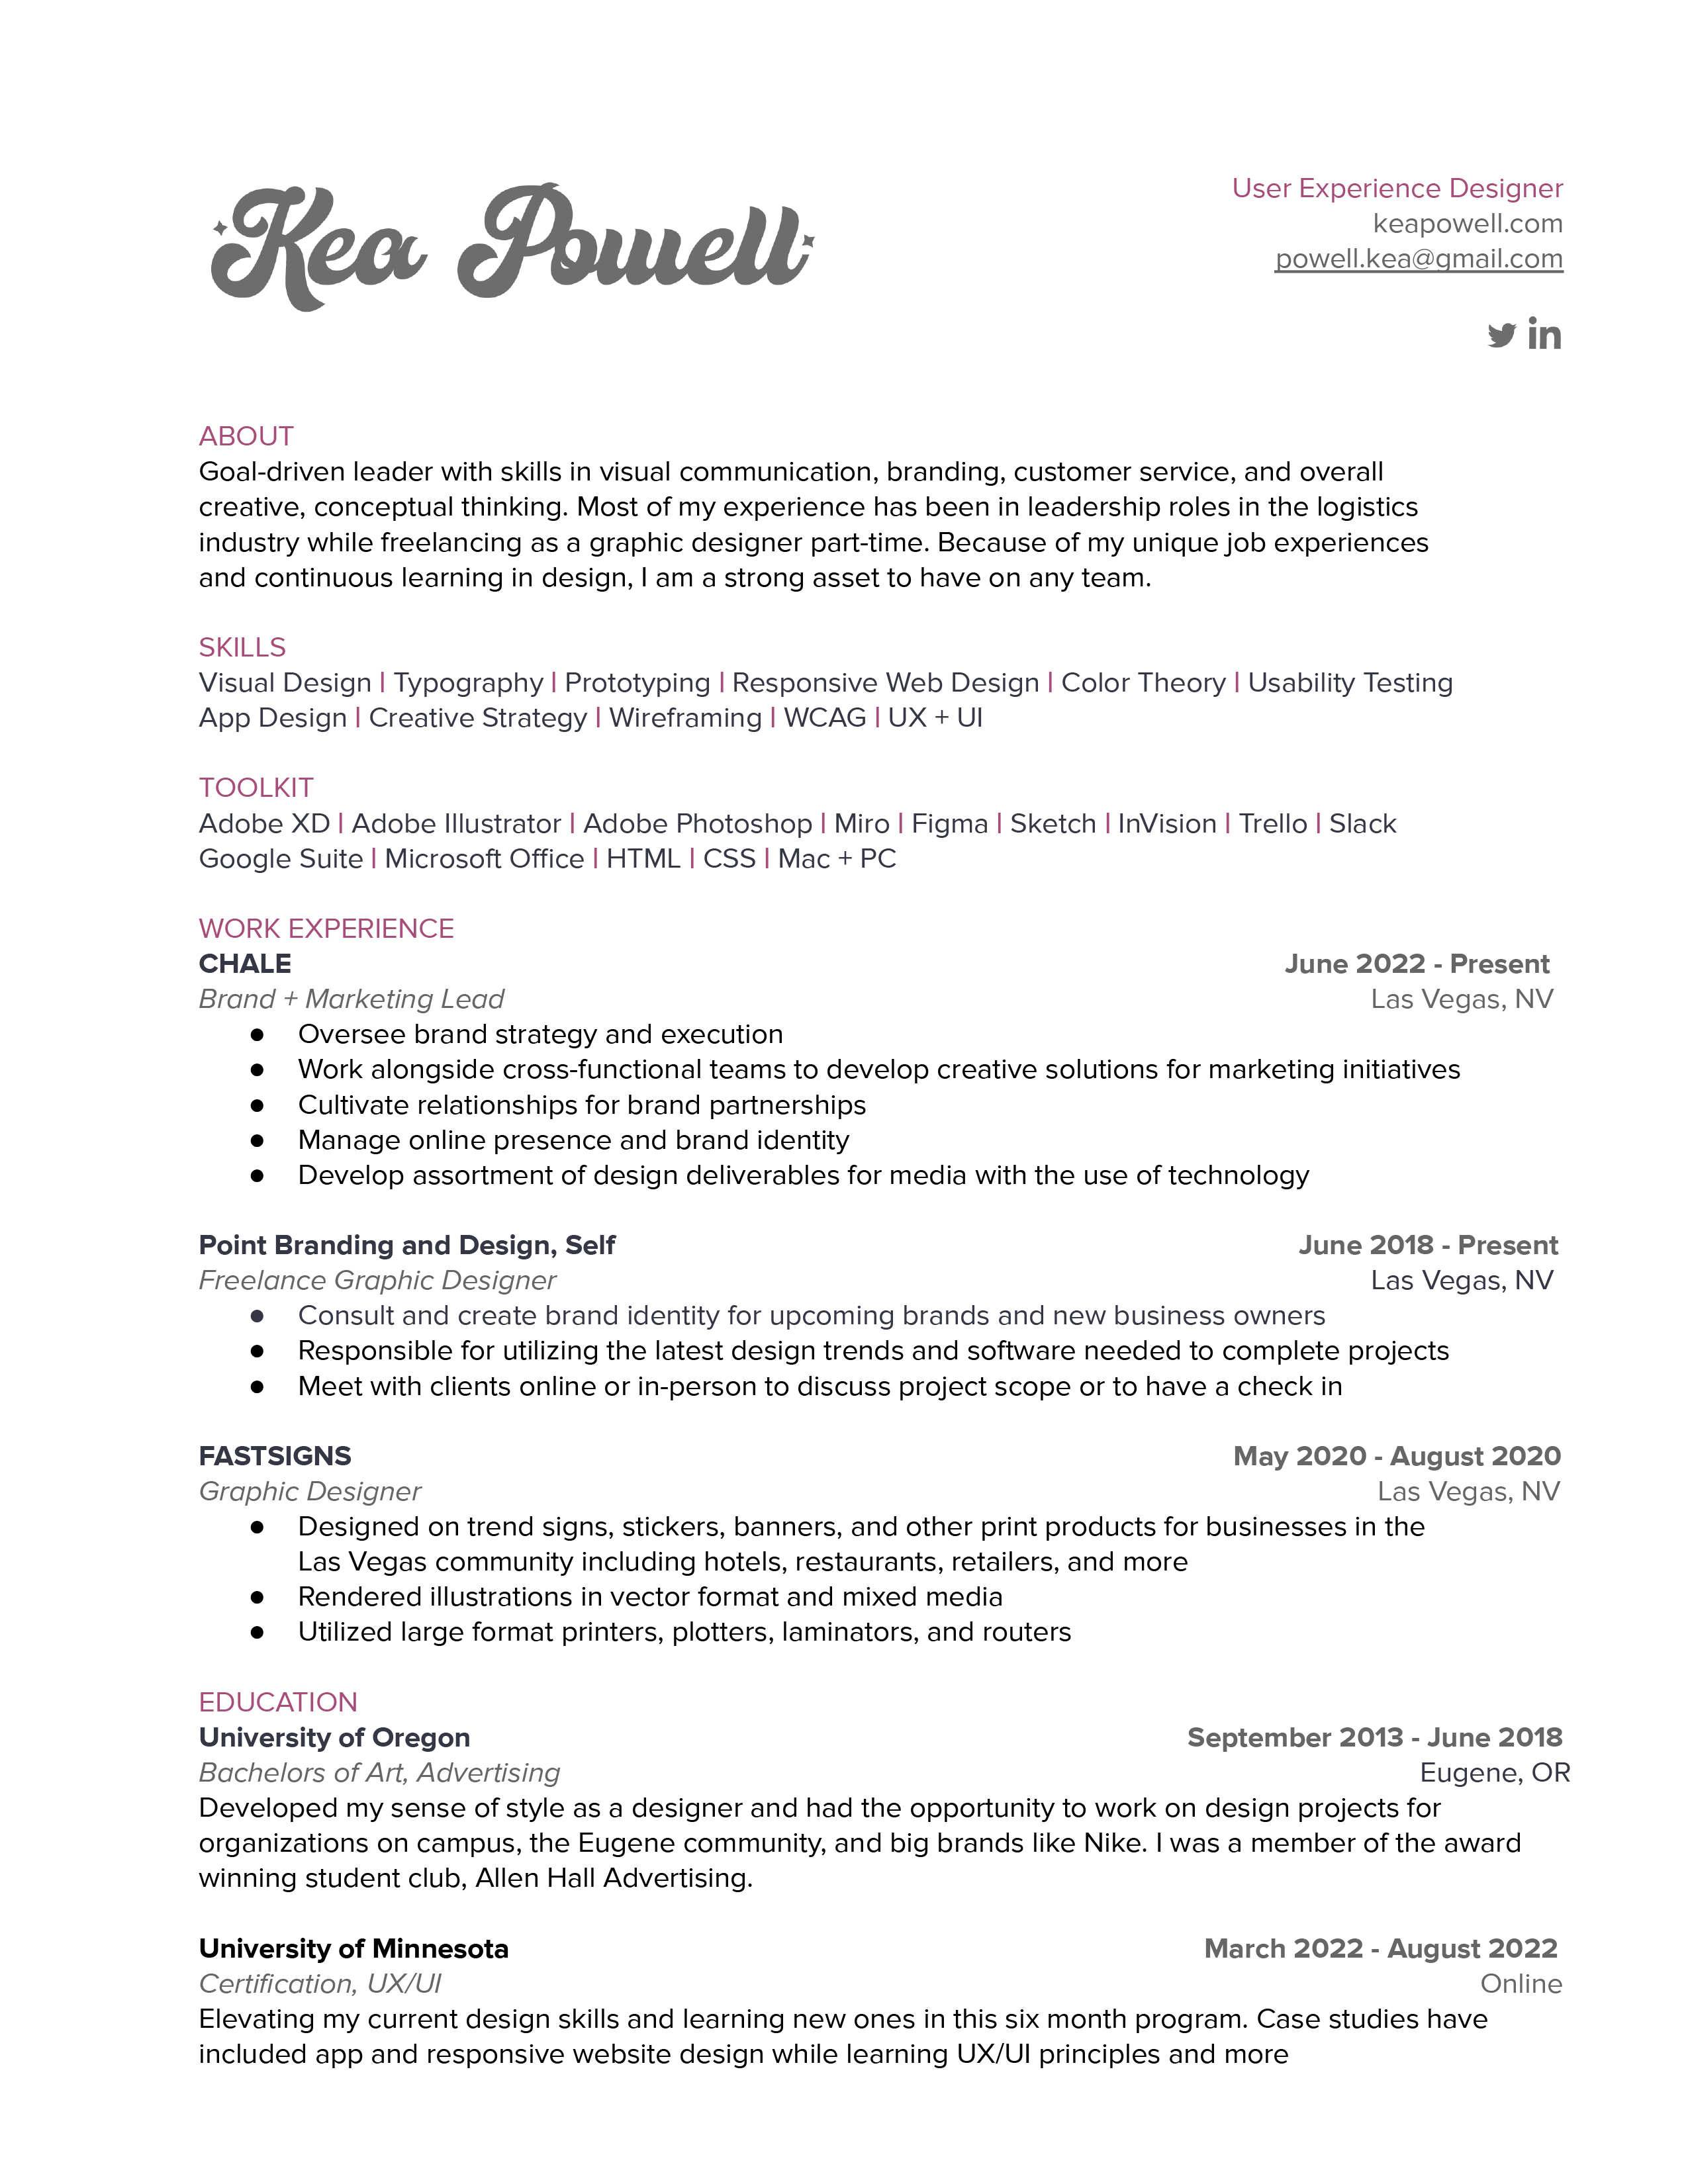 Kea Powell
User Experience Designer
keapowell.com
powell.kea@gmail.com
in
ABOUT
Goal-driven leader with skills in visual communication, branding, customer service, and overall
creative, conceptual thinking. Most of my experience has been in leadership roles in the logistics
industry while freelancing as a graphic designer part-time. Because of my unique job experiences
and continuous learning in design, I am a strong asset to have on any team.
SKILLS
Visual Design | Typography | Prototyping | Responsive Web Design | Color Theory | Usability Testing
App Design | Creative Strategy | Wireframing | WCAG | UX + UI
TOOLKIT
Adobe XD | Adobe Illustrator | Adobe Photoshop | Miro | Figma | Sketch | InVision | Trello | Slack
Google Suite | Microsoft Office | HTML | CSS | Mac + PC
WORK EXPERIENCE
CHALE June 2022 - Present
Brand + Marketing Lead Las Vegas, NV
● Oversee brand strategy and execution
● Work alongside cross-functional teams to develop creative solutions for marketing initiatives
● Cultivate relationships for brand partnerships
● Manage online presence and brand identity
● Develop assortment of design deliverables for media with the use of technology
Point Branding and Design, Self June 2018 - Present
Freelance Graphic Designer Las Vegas, NV
● Consult and create brand identity for upcoming brands and new business owners
● Responsible for utilizing the latest design trends and software needed to complete projects
● Meet with clients online or in-person to discuss project scope or to have a check in
FASTSIGNS May 2020 - August 2020
Graphic Designer Las Vegas, NV
● Designed on trend signs, stickers, banners, and other print products for businesses in the
Las Vegas community including hotels, restaurants, retailers, and more
● Rendered illustrations in vector format and mixed media
● Utilized large format printers, plotters, laminators, and routers
EDUCATION
University of Oregon September 2013 - June 2018
Bachelors of Art, Advertising Eugene, OR
Developed my sense of style as a designer and had the opportunity to work on design projects for
organizations on campus, the Eugene community, and big brands like Nike. I was a member of the award
winning student club, Allen Hall Advertising.
University of Minnesota March 2022 - August 2022
Certification, UX/UI Online
Elevating my current design skills and learning new ones in this six month program. Case studies have
included app and responsive website design while learning UX/UI principles and more